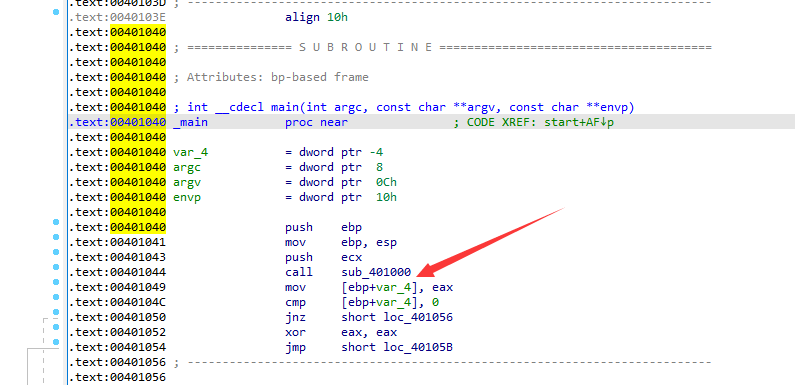 .text:0040103D ; ---------------------------------------------------------------------------
.text:0040103E align 10h
.text:00401040
.text:00401040 ; =============== S U B R O U T I N E =======================================
.text:00401040
.text:00401040
.text:00401040 ; Attributes: bp-based frame
.text:00401040
.text:00401040 ; int __cdecl main(int argc, const char **argv, const char **envp)
.text:00401040 _main proc near ; CODE XREF: start+AF↓p
.text:00401040
.text:00401040 var_4 = dword ptr -4
.text:00401040 argc = dword ptr 8
.text:00401040 argv = dword ptr 0Ch
.text:00401040 envp = dword ptr 10h
.text:00401040
.text:00401040 push ebp
.text:00401041 mov ebp, esp
.text:00401043 push ecx
.text:00401044 call sub_401000
.text:00401049 mov [ebp+var_4], eax
.text:0040104C cmp [ebp+var_4], 0
.text:00401050 jnz short loc_401056
.text:00401052 xor eax, eax
.text:00401054 jmp short loc_40105B
.text:00401056 ; ---------------------------------------------------------------------------
.text:00401056